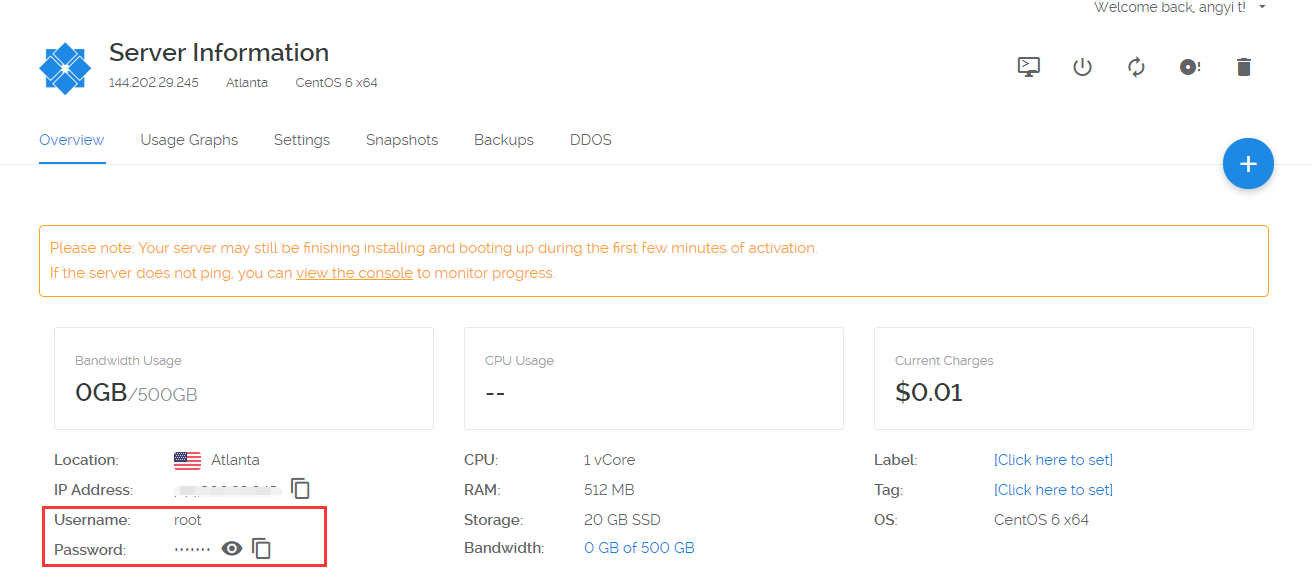 Welcome back, angyi t!
Server Information
144.202.29.245 Atlanta CentOS 6 x64
Overview Usage Graphs Settings Snapshots Backups DDOS
Please note: Your server may still be finishing installing and booting up during the first few minutes of activation.
If the server does not ping, you can view the console to monitor progress.
Bandwidth Usage CPU Usage Current Charges
0GB/500GB -- $0.01
Location: Atlanta CPU: 1 vCore Label: [Click here to set]
IP Address: RAM: 512 MB Tag: [Click here to set]
Username: root Storage: 20 GB SSD OS: CentOS 6 x64
Password: ······· Bandwidth: 0 GB of 500 GB